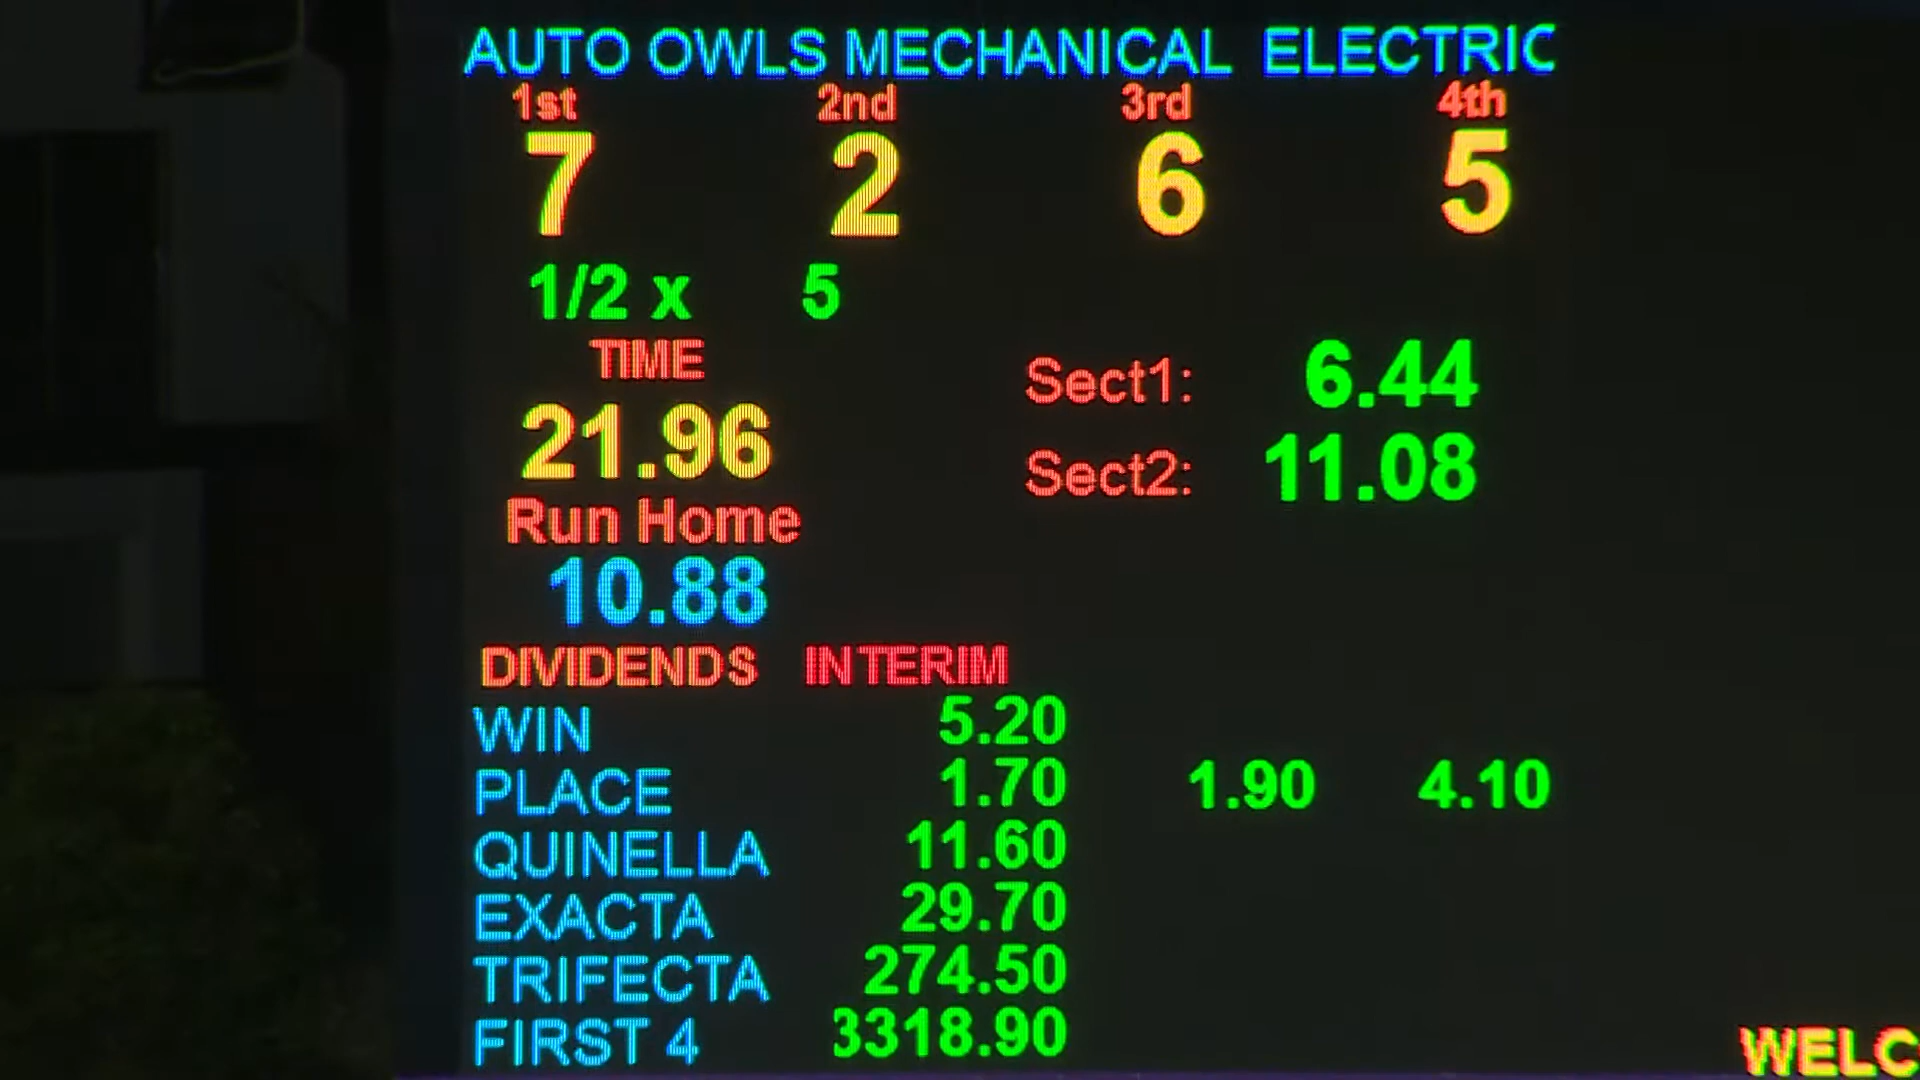 AUTO OWLS MECHANICAL ELECTRIC
1st 2nd 3rd 4th
7 2 6 5
1/2 x 5
TIME
21.96
Sect1: 6.44
Sect2: 11.08
Run Home
10.88
DIVIDENDS INTERIM
WIN 5.20
PLACE 1.70 1.90 4.10
QUINELLA 11.60
EXACTA 29.70
TRIFECTA 274.50
FIRST 4 3318.90
WELC